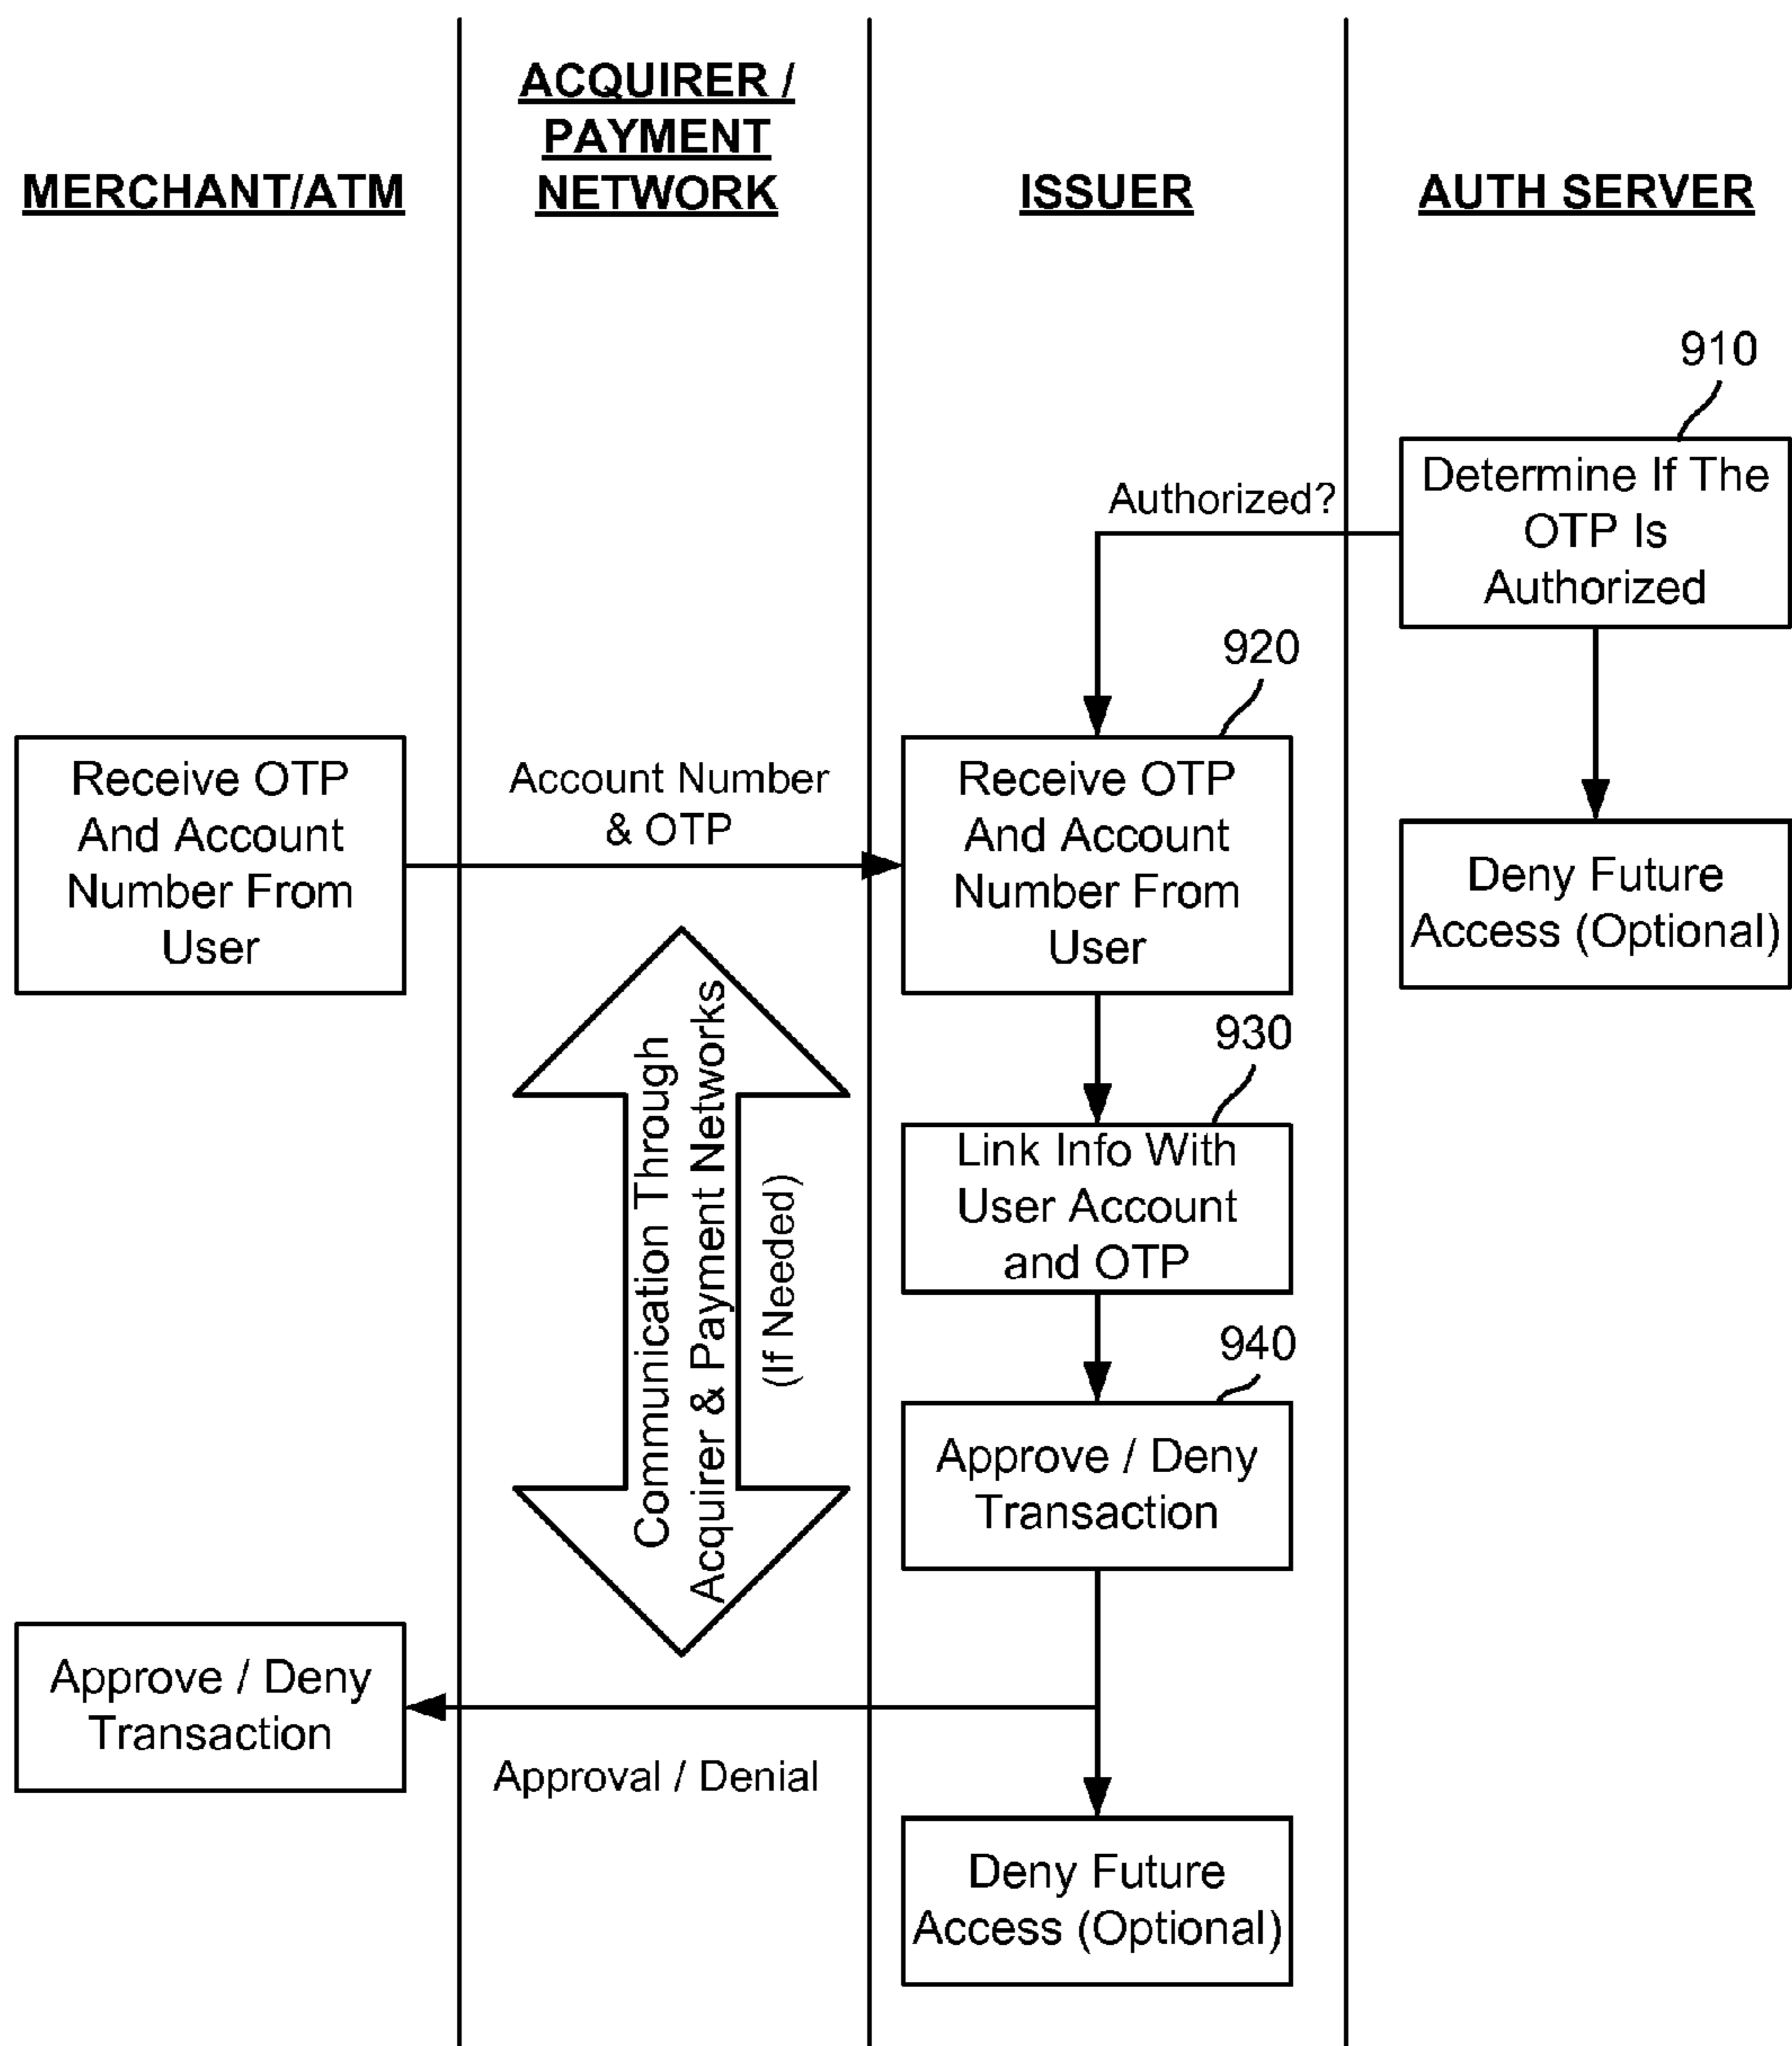 ACQUIRER /
PAYMENT
NETWORK
MERCHANT/ATM
ISSUER
AUTH SERVER
910
Determine If The
OTP Is
Authorized
Authorized?
920
Receive OTP
And Account
Number From
User
Account Number
& OTP
Receive OTP
And Account
Number From
User
Deny Future
Access (Optional)
Communication Through
Acquirer & Payment Networks
(If Needed)
930
Link Info With
User Account
and OTP
940
Approve / Deny
Transaction
Approve / Deny
Transaction
Approval / Denial
Deny Future
Access (Optional)